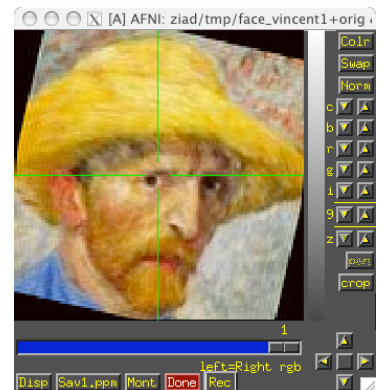 [A] AFNI: ziad/tmp/face_vincent1+orig
Colr
Swap
Norm
c
b
r
g
i
9
z
pan
crop
1
left=Right rgb
Disp Sav1.ppm Mont Done Rec